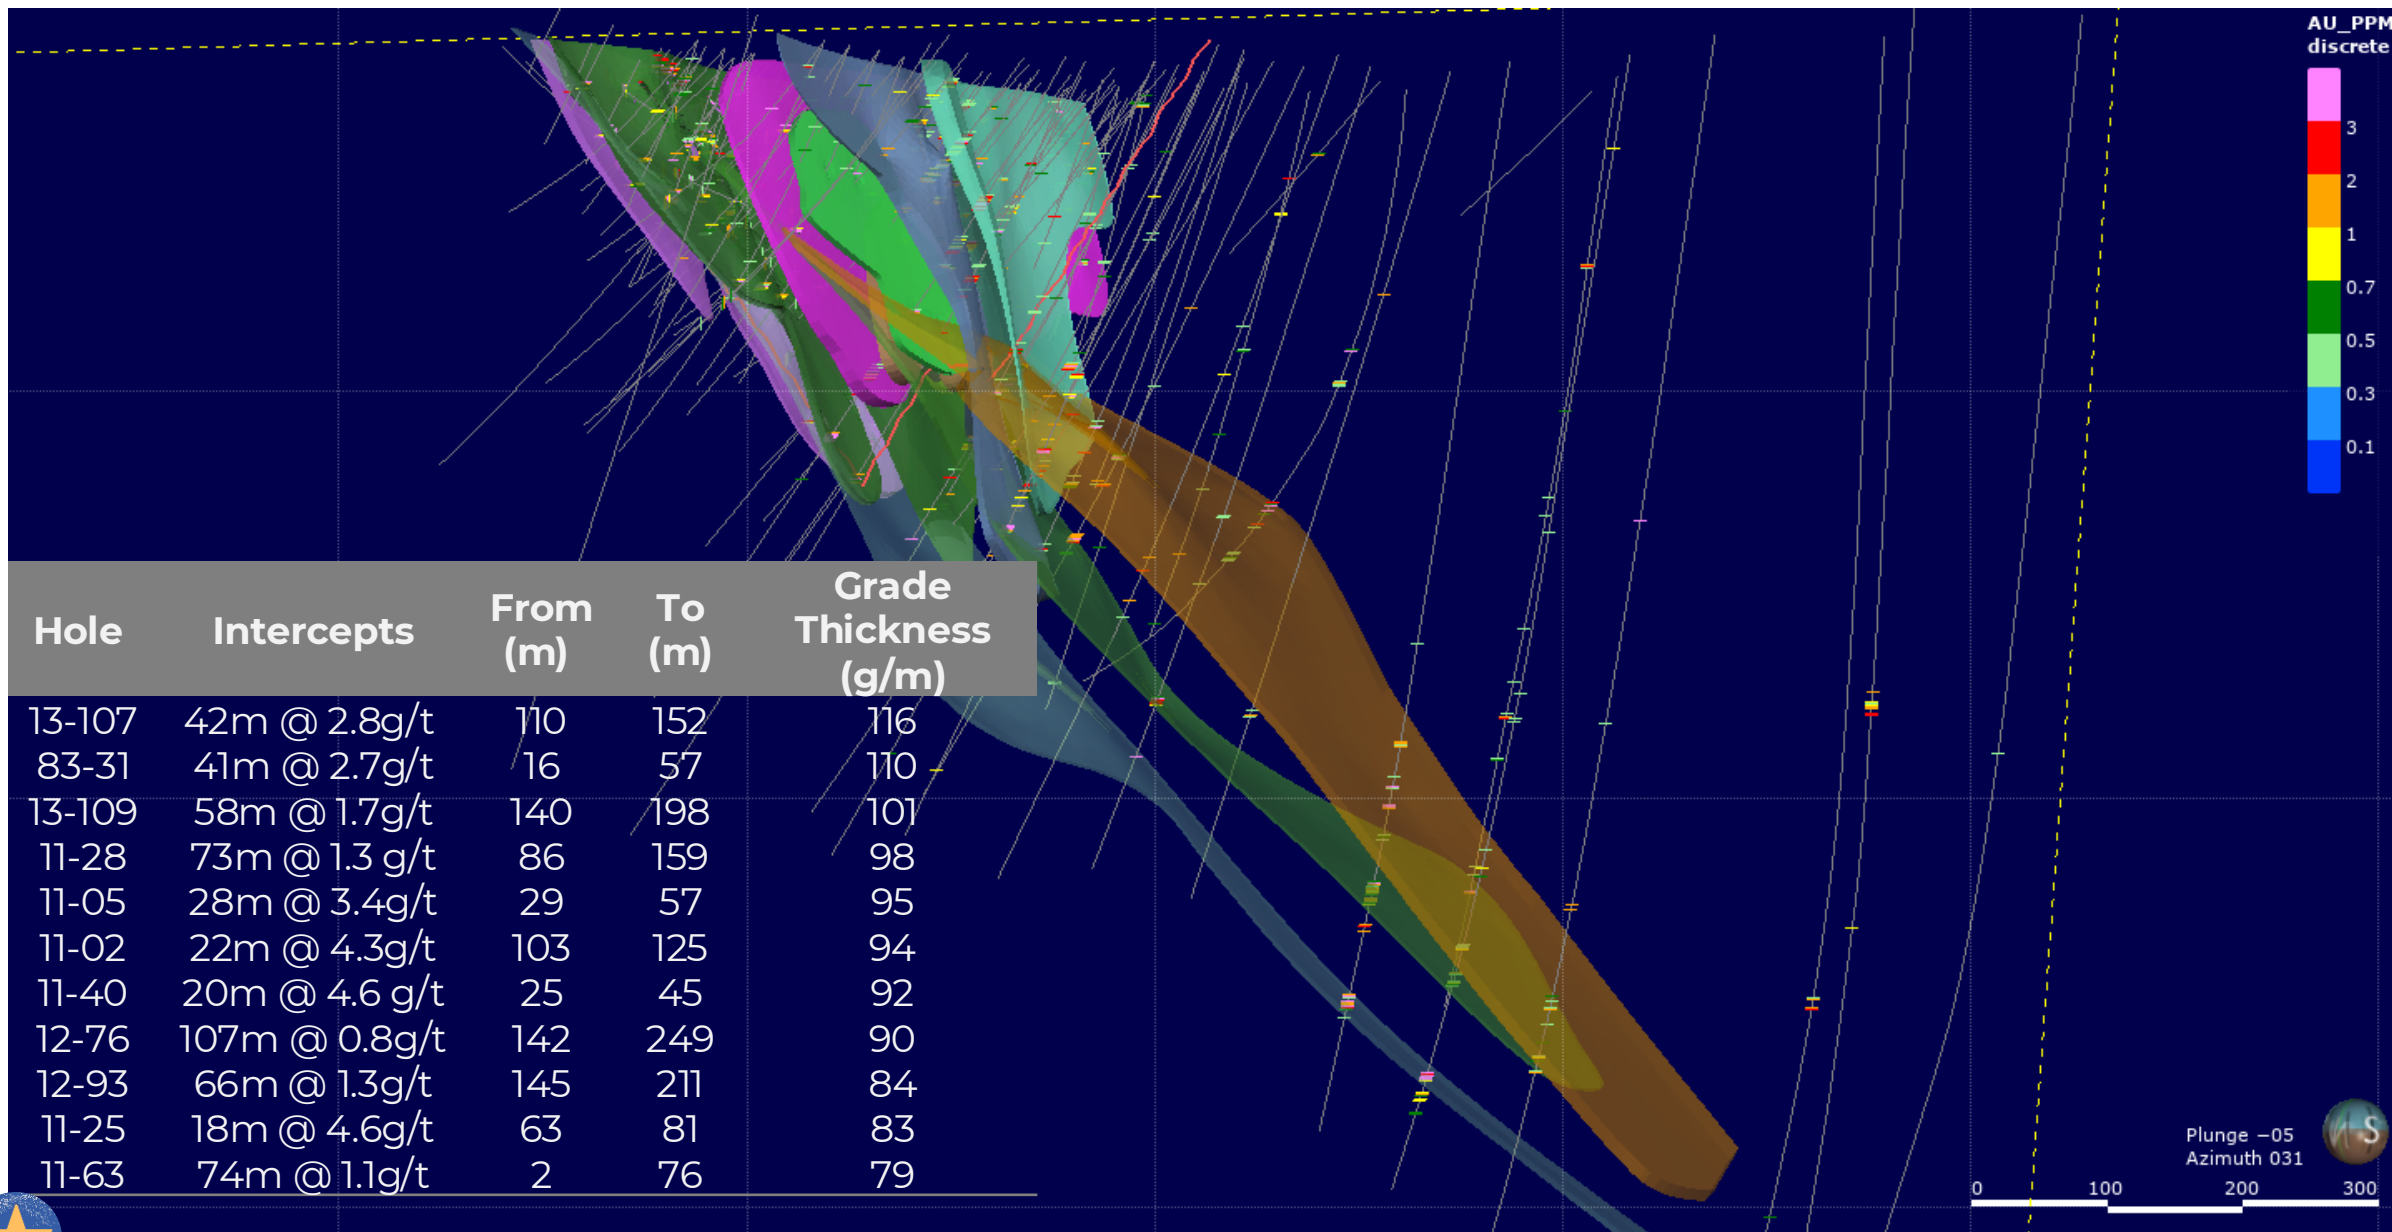 AU_PPM
discrete
3
2
1
0.7
0.5
0.3
0.1
Hole Intercepts From (m) To (m) Grade Thickness (g/m)
13-107 42m @ 2.8g/t 110 152 116
83-31 41m @ 2.7g/t 16 57 110
13-109 58m @ 1.7g/t 140 198 101
11-28 73m @ 1.3 g/t 86 159 98
11-05 28m @ 3.4g/t 29 57 95
11-02 22m @ 4.3g/t 103 125 94
11-40 20m @ 4.6 g/t 25 45 92
12-76 107m @ 0.8g/t 142 249 90
12-93 66m @ 1.3g/t 145 211 84
11-25 18m @ 4.6g/t 63 81 83
11-63 74m @ 1.1g/t 2 76 79
S
Plunge −05
Azimuth 031
0 100 200 300